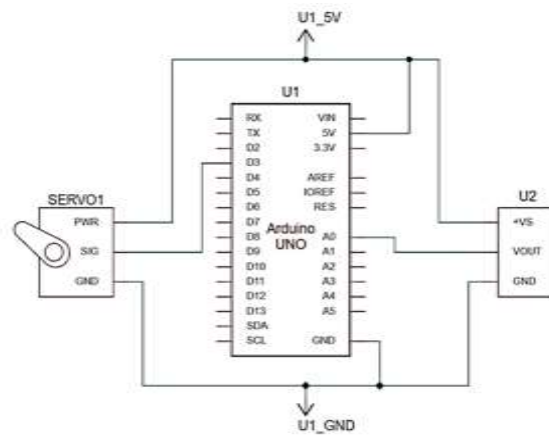 U1_5V
U1
RX
TX
D2
D3
D4
D5
D6
D7
D8
D9
D10
D11
D12
D13
SDA
SCL
Arduino
UNO
VIN
5V
3.3V
AREF
IOREF
RES
A0
A1
A2
A3
A4
A5
GND
SERVO1
PWR
SIG
GND
U2
+VS
VOUT
GND
U1_GND